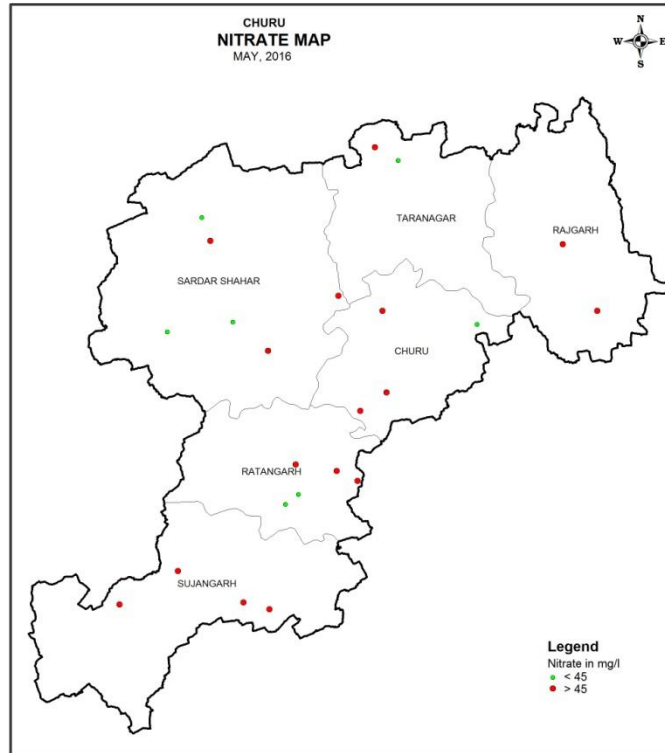 CHURU
NITRATE MAP
MAY, 2016
N
W E
S
TARANAGAR
RAJGARH
SARDAR SHAHAR
CHURU
RATANGARH
SUJANGARH
Legend
Nitrate in mg/l
< 45
> 45